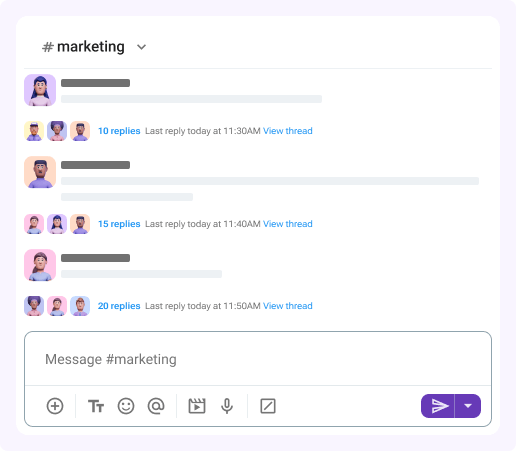 # marketing
10 replies Last reply today at 11:30AM View thread
15 replies Last reply today at 11:40AM View thread
20 replies Last reply today at 11:50AM View thread
Message #marketing
Tт
@